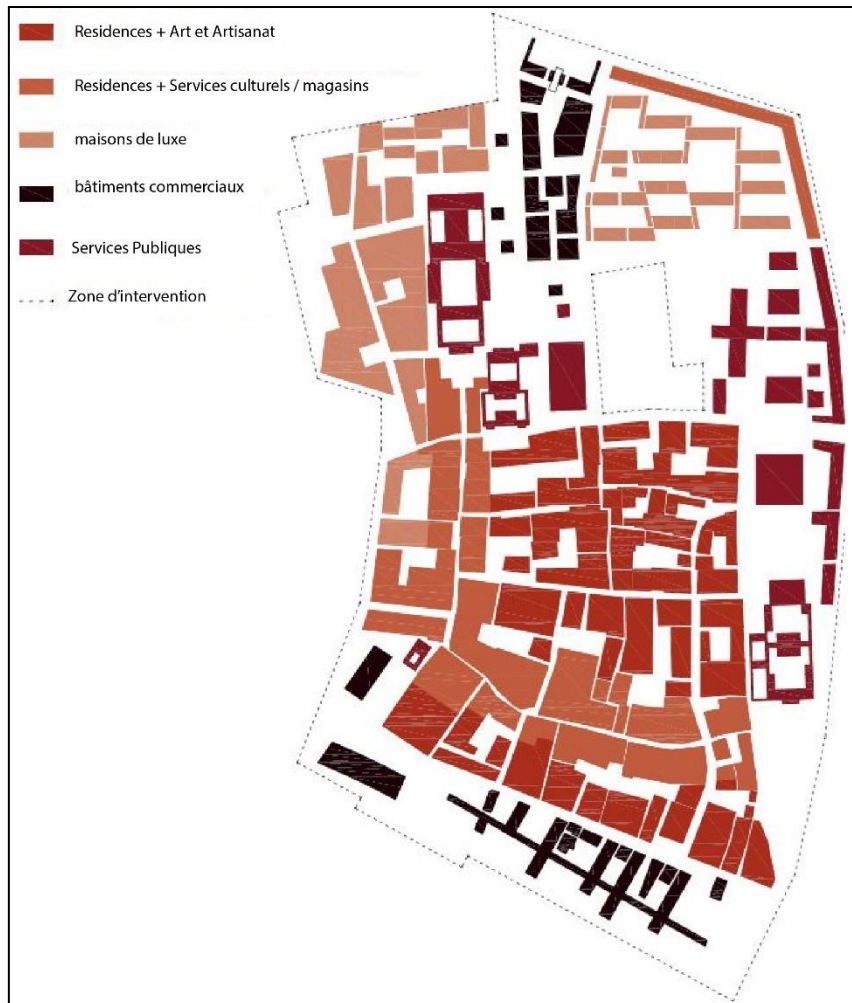 Residences + Art et Artisanat
Residences + Services culturels / magasins
maisons de luxe
bâtiments commerciaux
Services Publiques
Zone d'intervention